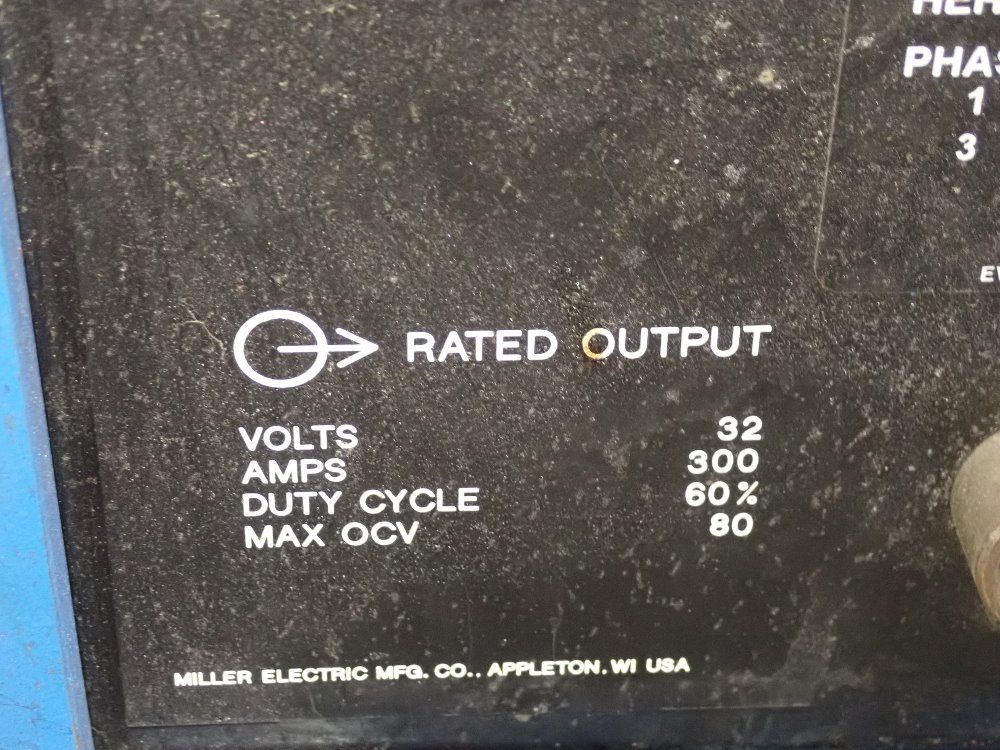 PHAS
1
3
RATED OUTPUT
VOLTS 32
AMPS 300
DUTY CYCLE 60%
MAX OCV 80
MILLER ELECTRIC MFG. CO., APPLETON. WI USA